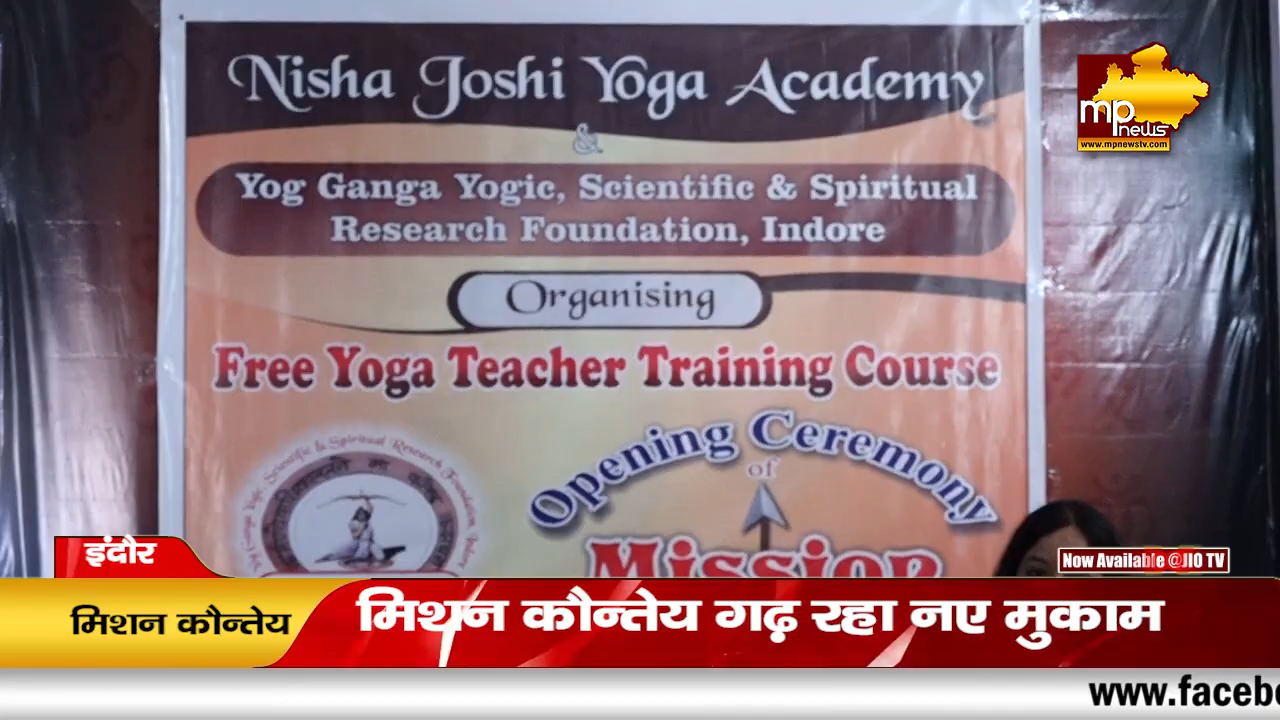 Nisha Joshi Yoga Academy
&
Yog Ganga Yogic, Scientific & Spiritual
Research Foundation, Indore
Organising
Free Yoga Teacher Training Course
Opening Ceremony
of
Mission
mp news
www.mpnewstv.com
इंदौर
Now Available @JIO TV
मिशन कौन्तेय
मिशन कौन्तेय गढ़ रहा नए मुकाम
www.facebo